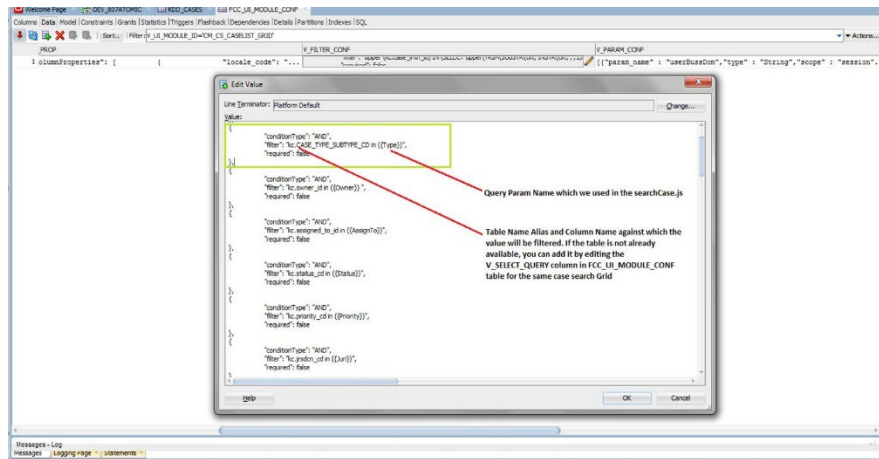 Welcome Page DEV_807ATOMIC KDD_CASES FCC_UI_MODULE_CONF
Columns Data Model Constraints Grants Statistics Triggers Flashback Dependencies Details Partitions Indexes SQL
Sort... Filter: V_UI_MODULE_ID='CM_CS_CASELIST_GRID' Actions...
PROP V_FILTER_CONF V_PARAM_CONF
1 olumnProperties": [ { "locale_code": "... [{"param_name" : "userBussDom","type" : "String","scope" : "session".
Edit Value
Line Terminator: Platform Default Change...
Value:
{
"conditionType": "AND",
"filter": "kc.CASE_TYPE_SUBTYPE_CD in ({Type})",
"required": false
},
{
"conditionType": "AND",
"filter": "kc.owner_id in ({Owner}) ",
"required": false
},
{
"conditionType": "AND",
"filter": "kc.assigned_to_id in ({AssignTo})",
"required": false
},
{
"conditionType": "AND",
"filter": "kc.status_cd in ({Status})",
"required": false
},
{
"conditionType": "AND",
"filter": "kc.priority_cd in ({Priority})",
"required": false
},
{
"conditionType": "AND",
"filter": "kc.jrsdcn_cd in ({Juri})",
"required": false
}
Query Param Name which we used in the searchCase.js
Table Name Alias and Column Name against which the
value will be filtered. If the table is not already
available, you can add it by editing the
V_SELECT_QUERY column in FCC_UI_MODULE_CONF
table for the same case search Grid
Help OK Cancel
Messages - Log
Messages Logging Page Statements